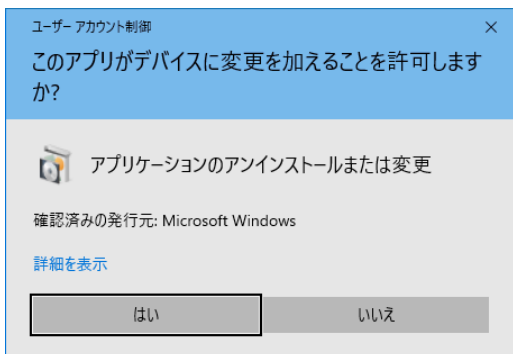 ユーザー アカウント制御
このアプリがデバイスに変更を加えることを許可します
か?
アプリケーションのアンインストールまたは変更
確認済みの発行元: Microsoft Windows
詳細を表示
はい
いいえ